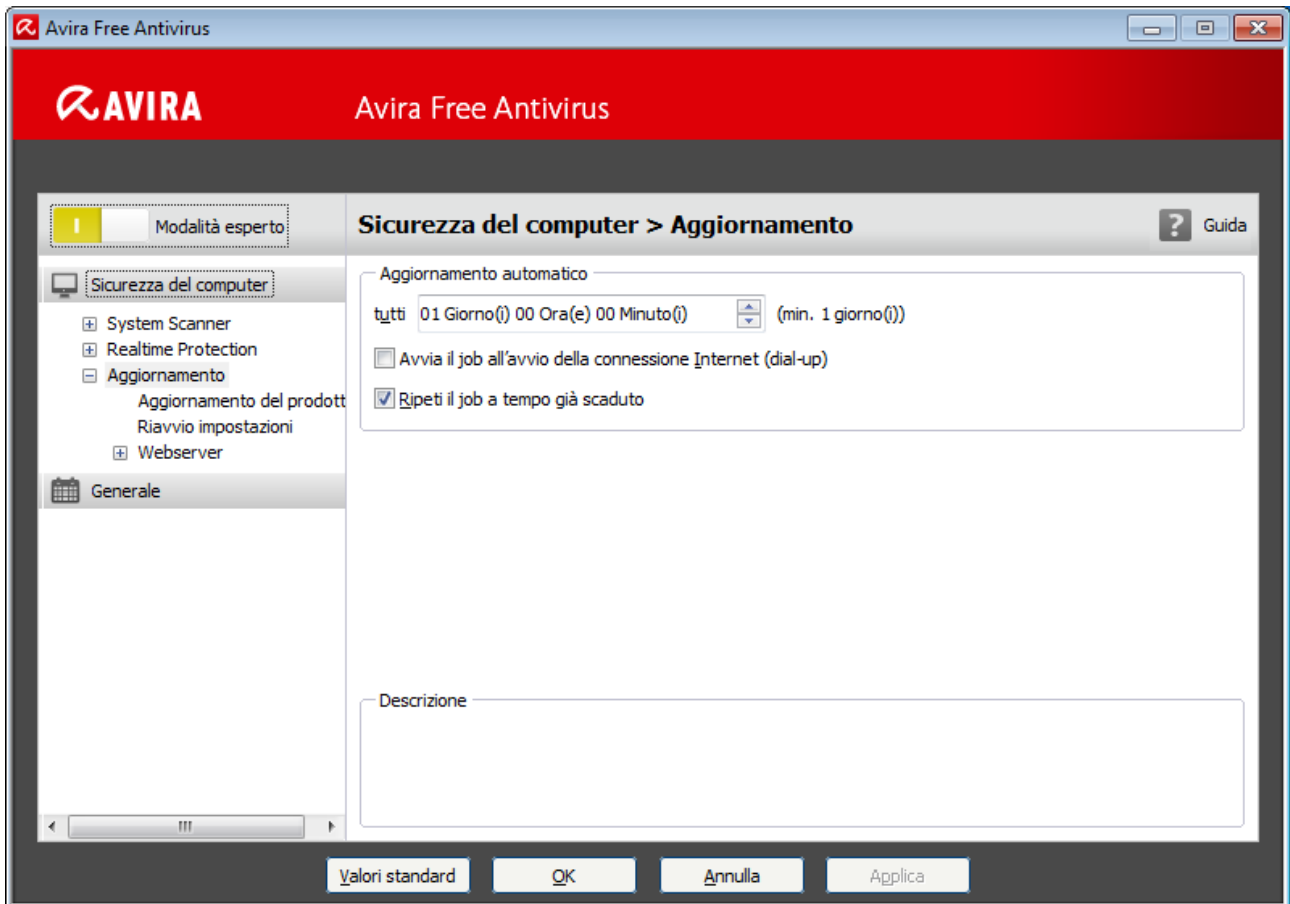 Avira Free Antivirus
AVIRA
Avira Free Antivirus
Modalità esperto
Sicurezza del computer > Aggiornamento
? Guida
Sicurezza del computer
System Scanner
Realtime Protection
Aggiornamento
Aggiornamento del prodott
Riavvio impostazioni
Webserver
Generale
Aggiornamento automatico
tutti 01 Giorno(i) 00 Ora(e) 00 Minuto(i) (min. 1 giorno(i))
Avvia il job all'avvio della connessione Internet (dial-up)
Ripeti il job a tempo già scaduto
Descrizione
Valori standard
OK
Annulla
Applica